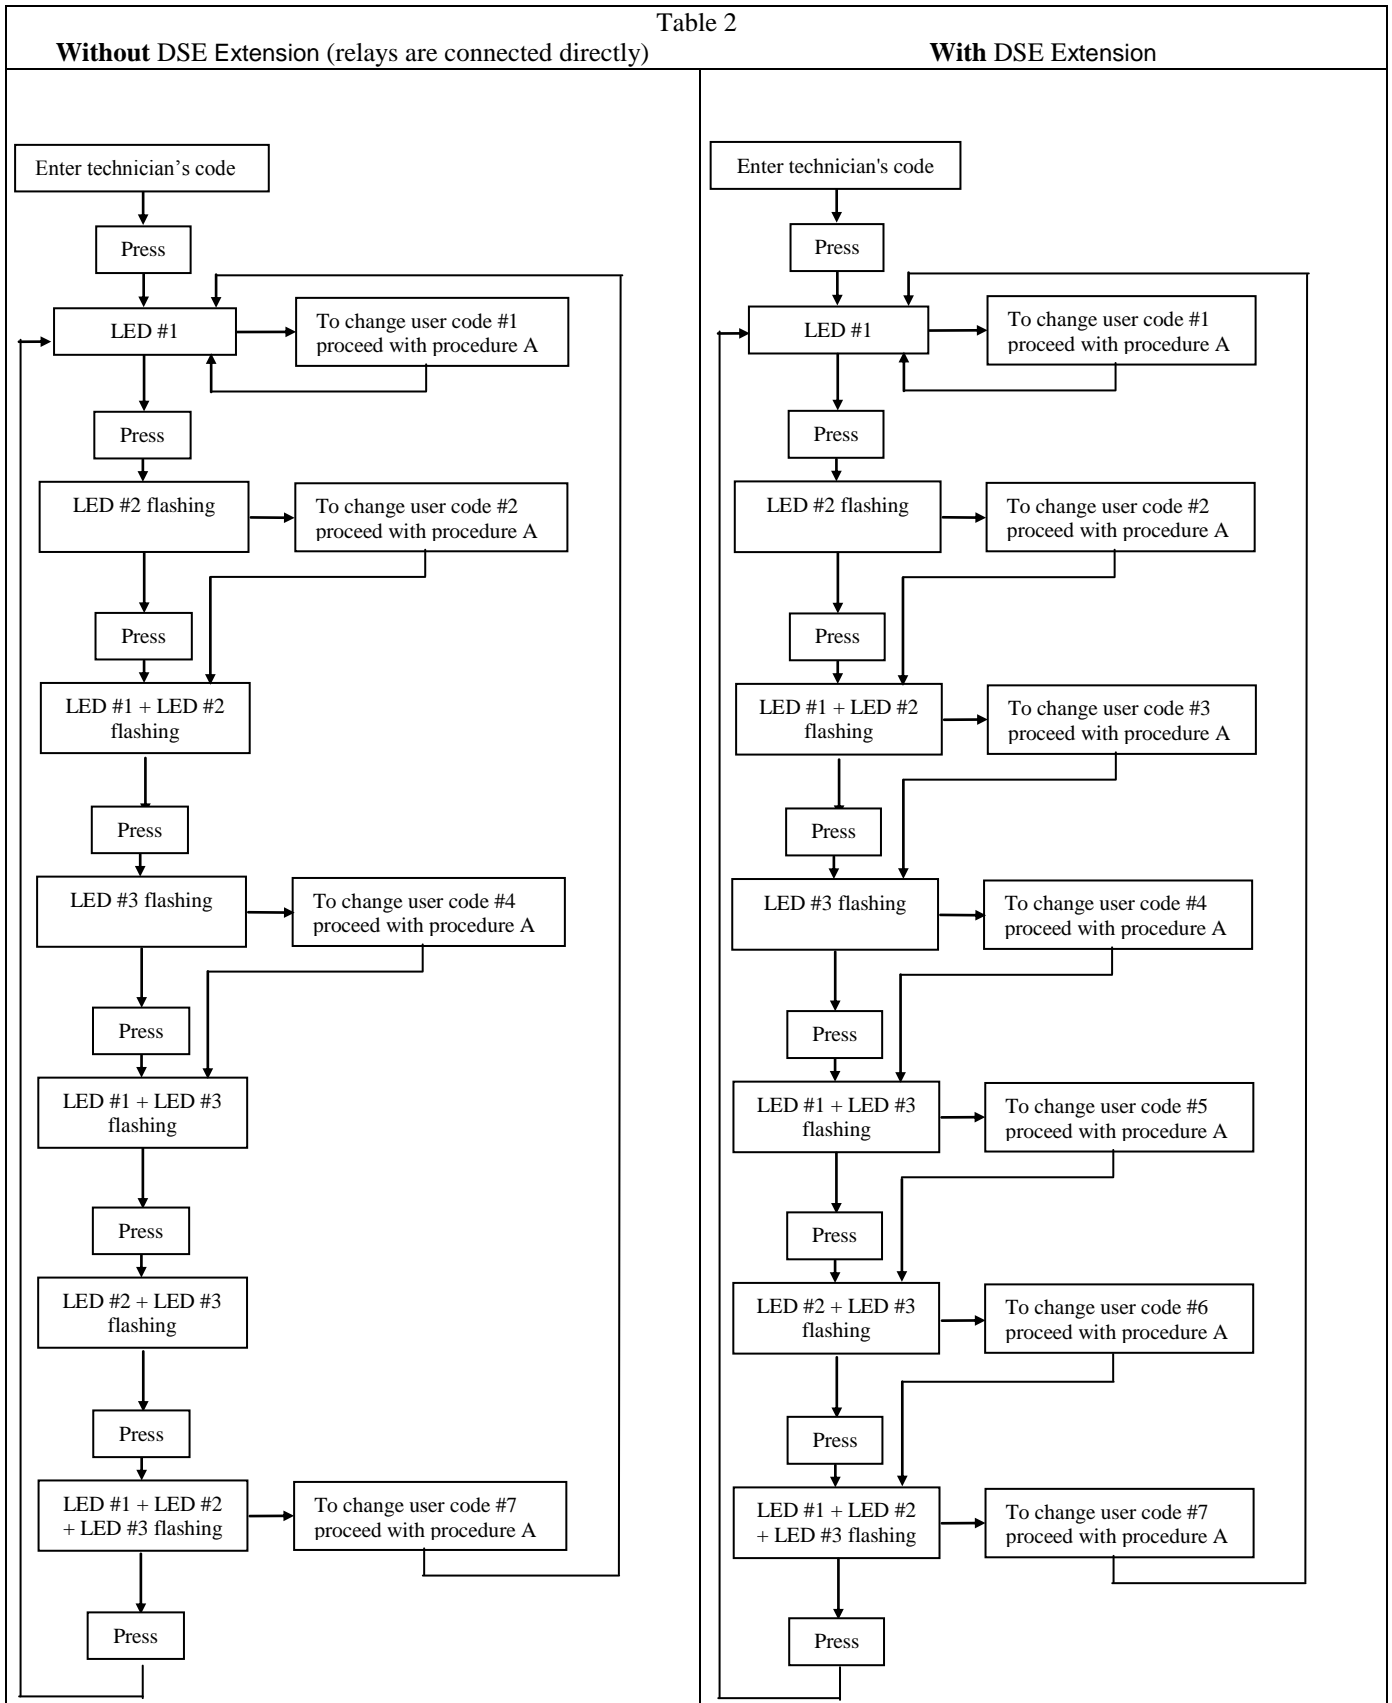 Table 2
Without DSE Extension (relays are connected directly)
With DSE Extension
Enter technician’s code
Press
LED #1
To change user code #1
proceed with procedure A
Press
LED #2 flashing
To change user code #2
proceed with procedure A
Press
LED #1 + LED #2
flashing
Press
LED #3 flashing
To change user code #4
proceed with procedure A
Press
LED #1 + LED #3
flashing
Press
LED #2 + LED #3
flashing
Press
LED #1 + LED #2
+ LED #3 flashing
To change user code #7
proceed with procedure A
Press
Enter technician's code
Press
LED #1
To change user code #1
proceed with procedure A
Press
LED #2 flashing
To change user code #2
proceed with procedure A
Press
LED #1 + LED #2
flashing
To change user code #3
proceed with procedure A
Press
LED #3 flashing
To change user code #4
proceed with procedure A
Press
LED #1 + LED #3
flashing
To change user code #5
proceed with procedure A
Press
LED #2 + LED #3
flashing
To change user code #6
proceed with procedure A
Press
LED #1 + LED #2
+ LED #3 flashing
To change user code #7
proceed with procedure A
Press